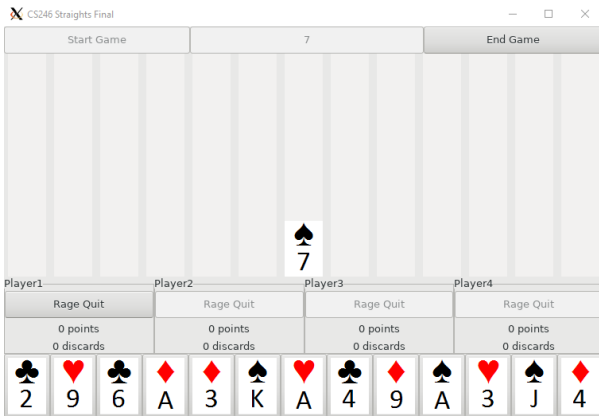 CS246 Straights Final
Start Game 7 End Game
7
Player1 Player2 Player3 Player4
Rage Quit Rage Quit Rage Quit Rage Quit
0 points 0 points 0 points 0 points
0 discards 0 discards 0 discards 0 discards
2 9 6 A 3 K A 4 9 A 3 J 4